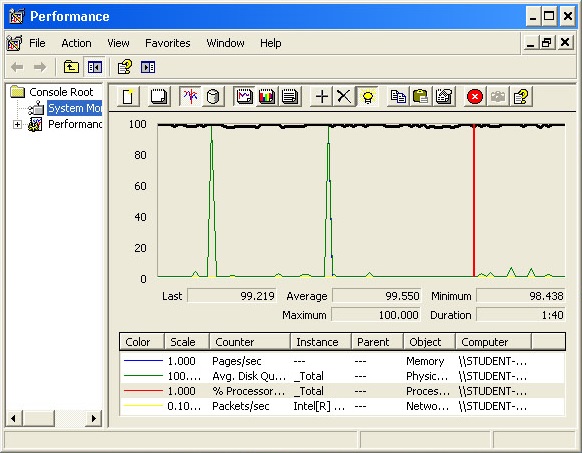 Performance
File Action View Favorites Window Help
Console Root
System Mo
Performanc
100
80
60
40
20
0
Last 99.219 Average 99.550 Minimum 98.438
Maximum 100.000 Duration 1:40
Color Scale Counter Instance Parent Object Computer
1.000 Pages/sec --- --- Memory \\STUDENT-...
100.... Avg. Disk Qu... _Total --- Physic... \\STUDENT-...
1.000 % Processor... _Total --- Proces... \\STUDENT-...
0.10... Packets/sec Intel[R] ... --- Netwo... \\STUDENT-...